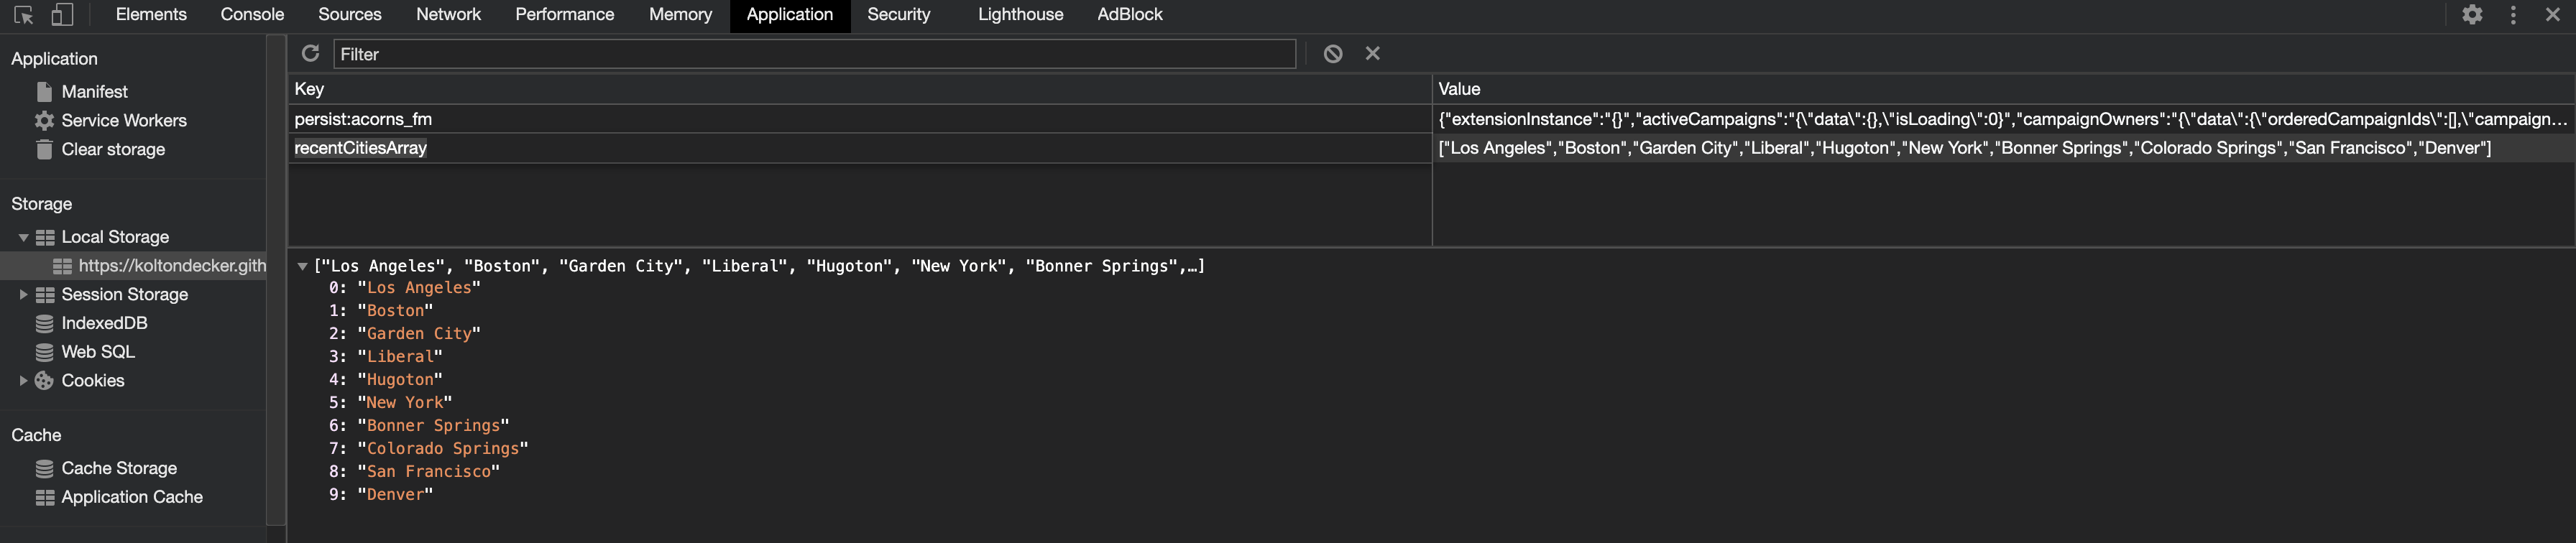 Elements Console Sources Network Performance Memory Application Security Lighthouse AdBlock
Application
Manifest
Service Workers
Clear storage
Storage
Local Storage
https://koltondecker.gith
Session Storage
IndexedDB
Web SQL
Cookies
Cache
Cache Storage
Application Cache
Filter
Key Value
persist:acorns_fm {"extensionInstance":"{}","activeCampaigns":"{\"data\":{},\"isLoading\":0}","campaignOwners":"{\"data\":{\"orderedCampaignIds\":[],\"campaign...
recentCitiesArray ["Los Angeles","Boston","Garden City","Liberal","Hugoton","New York","Bonner Springs","Colorado Springs","San Francisco","Denver"]
["Los Angeles", "Boston", "Garden City", "Liberal", "Hugoton", "New York", "Bonner Springs",…]
0: "Los Angeles"
1: "Boston"
2: "Garden City"
3: "Liberal"
4: "Hugoton"
5: "New York"
6: "Bonner Springs"
7: "Colorado Springs"
8: "San Francisco"
9: "Denver"